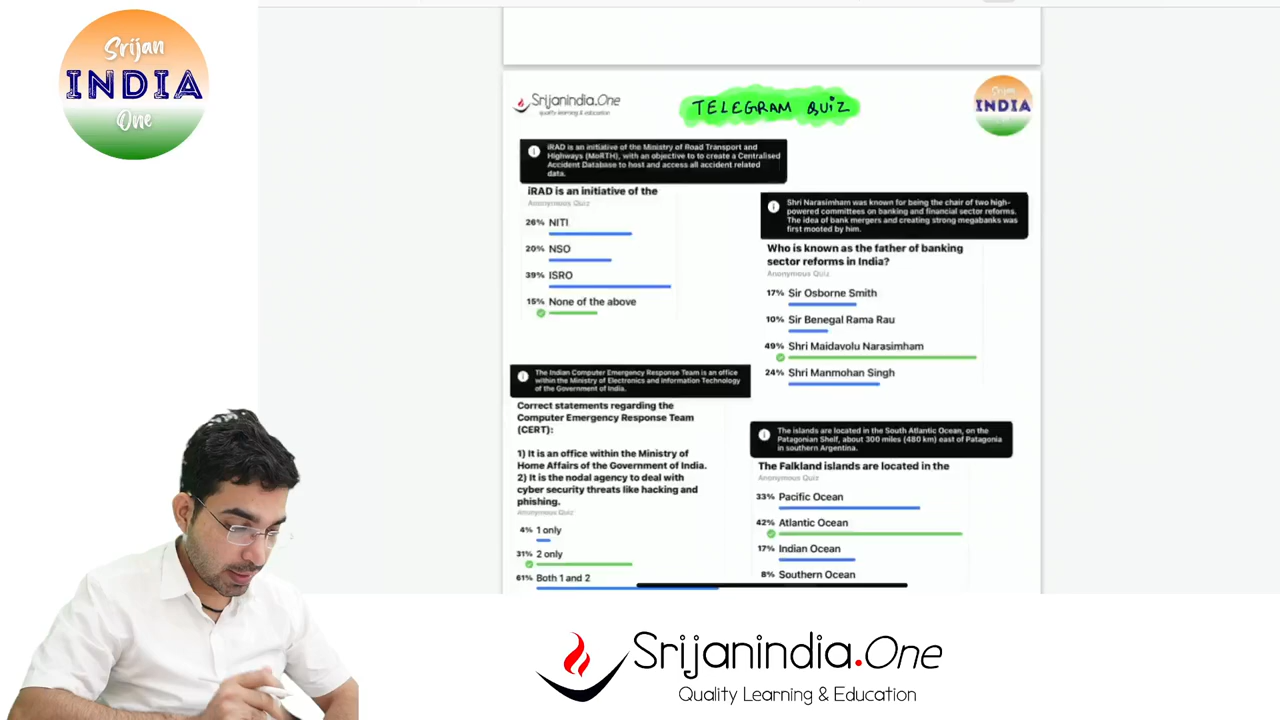 Srijan
INDIA
One
Srijanindia.One
quality learning & education
TELEGRAM QUIZ
Srijan
INDIA
One
iRAD is an initiative of the Ministry of Road Transport and
Highways (MoRTH), with an objective to to create a Centralised
Accident Database to host and access all accident related
data.
iRAD is an initiative of the
Anonymous Quiz
26% NITI
20% NSO
39% ISRO
15% None of the above
Shri Narasimham was known for being the chair of two high-
powered committees on banking and financial sector reforms.
The idea of bank mergers and creating strong megabanks was
first mooted by him.
Who is known as the father of banking
sector reforms in India?
Anonymous Quiz
17% Sir Osborne Smith
10% Sir Benegal Rama Rau
49% Shri Maidavolu Narasimham
24% Shri Manmohan Singh
The Indian Computer Emergency Response Team is an office
within the Ministry of Electronics and Information Technology
of the Government of India.
Correct statements regarding the
Computer Emergency Response Team
(CERT):
1) It is an office within the Ministry of
Home Affairs of the Government of India.
2) It is the nodal agency to deal with
cyber security threats like hacking and
phishing.
Anonymous Quiz
4% 1 only
31% 2 only
61% Both 1 and 2
The islands are located in the South Atlantic Ocean, on the
Patagonian Shelf, about 300 miles (480 km) east of Patagonia
in southern Argentina.
The Falkland islands are located in the
Anonymous Quiz
33% Pacific Ocean
42% Atlantic Ocean
17% Indian Ocean
8% Southern Ocean
Srijanindia.One
Quality Learning & Education